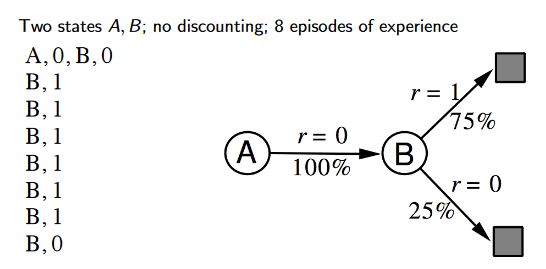 Two states A, B; no discounting; 8 episodes of experience
A, 0, B, 0
B, 1
B, 1
B, 1
B, 1
B, 1
B, 1
B, 0
A
r = 0
100%
B
r = 1
75%
r = 0
25%